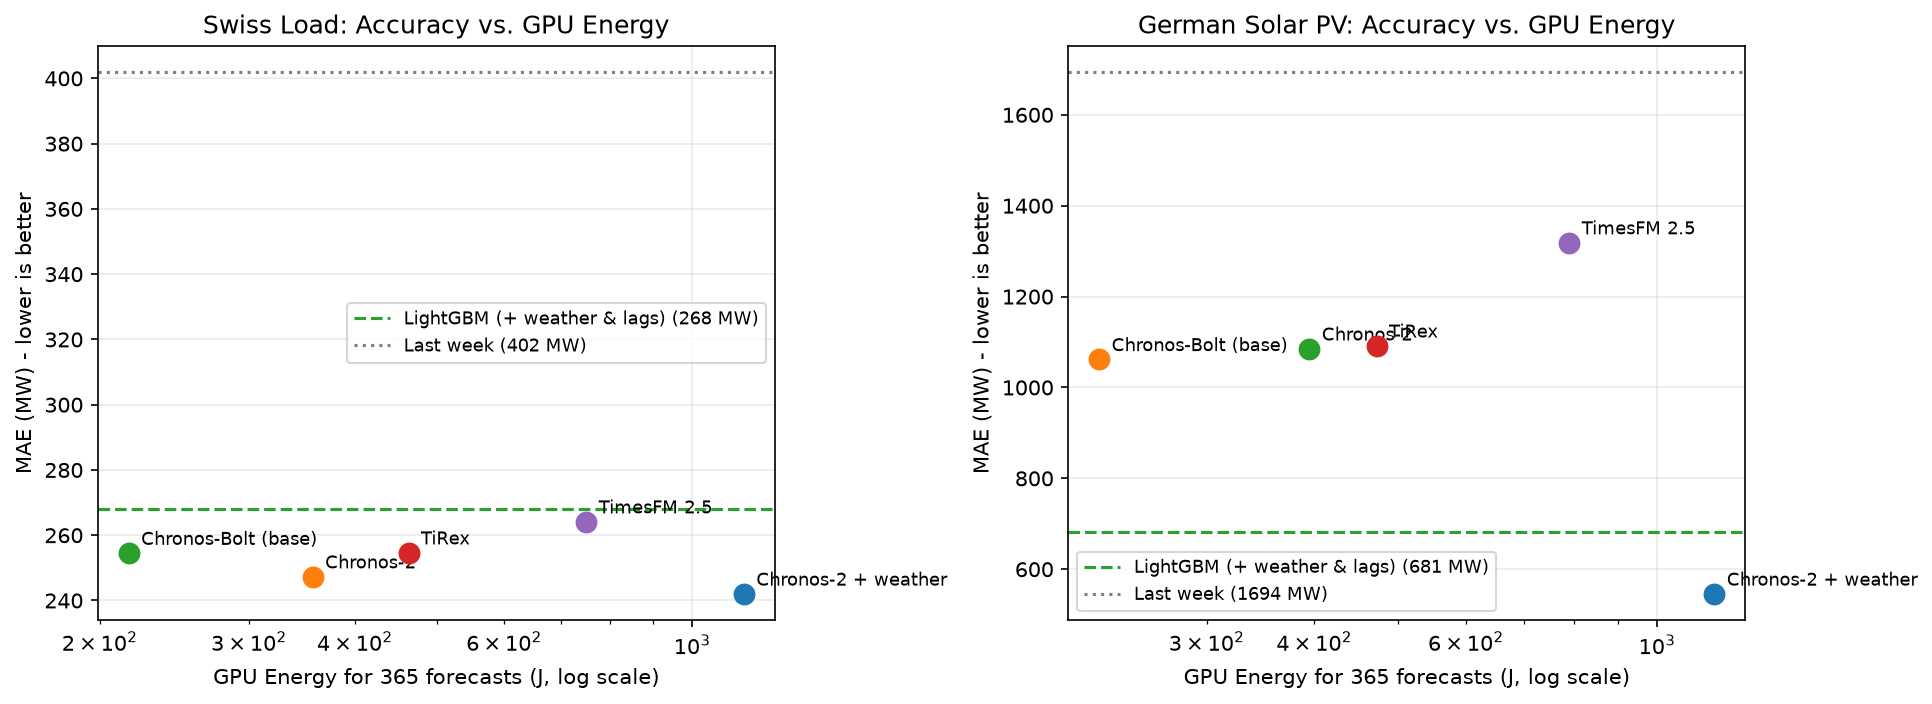 Swiss Load: Accuracy vs. GPU Energy
MAE (MW) - lower is better
400
380
360
340
320
300
280
260
240
LightGBM (+ weather & lags) (268 MW)
Last week (402 MW)
TimesFM 2.5
Chronos-Bolt (base)
TiRex
Chronos-2
Chronos-2 + weather
2 × 10²
3 × 10²
4 × 10²
6 × 10²
10³
GPU Energy for 365 forecasts (J, log scale)
German Solar PV: Accuracy vs. GPU Energy
MAE (MW) - lower is better
1600
1400
1200
1000
800
600
TimesFM 2.5
Chronos-Bolt (base)
Chronos-2
TiRex
LightGBM (+ weather & lags) (681 MW)
Last week (1694 MW)
Chronos-2 + weather
3 × 10²
4 × 10²
6 × 10²
10³
GPU Energy for 365 forecasts (J, log scale)